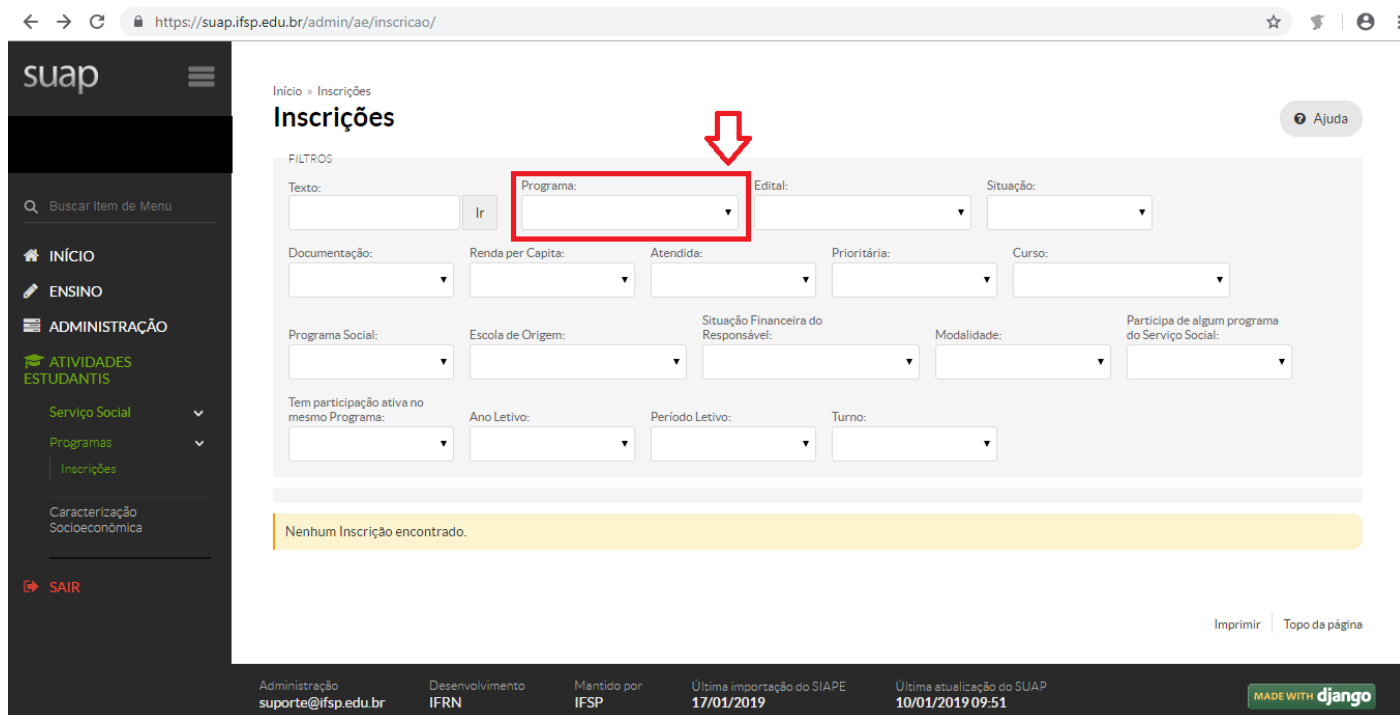 https://suap.ifsp.edu.br/admin/ae/inscricao/
suap
Buscar Item de Menu
INÍCIO
ENSINO
ADMINISTRAÇÃO
ATIVIDADES
ESTUDANTIS
Serviço Social
Programas
Inscrições
Caracterização
Socioeconômica
SAIR
Início » Inscrições
Inscrições
Ajuda
FILTROS
Texto:
Ir
Programa:
Edital:
Situação:
Documentação:
Renda per Capita:
Atendida:
Prioritária:
Curso:
Programa Social:
Escola de Origem:
Situação Financeira do
Responsável:
Modalidade:
Participa de algum programa
do Serviço Social:
Tem participação ativa no
mesmo Programa:
Ano Letivo:
Período Letivo:
Turno:
Nenhum Inscrição encontrado.
Imprimir
Topo da página
Administração
suporte@ifsp.edu.br
Desenvolvimento
IFRN
Mantido por
IFSP
Última importação do SIAPE
17/01/2019
Última atualização do SUAP
10/01/2019 09:51
MADE WITH django